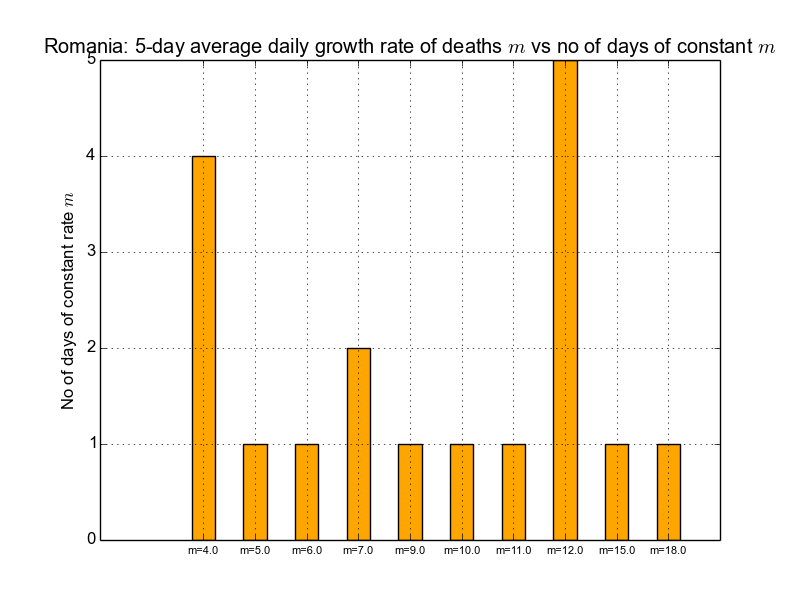 Romania: 5-day average daily growth rate of deaths m vs no of days of constant m
No of days of constant rate m
5
4
3
2
1
0
m=4.0 m=5.0 m=6.0 m=7.0 m=9.0 m=10.0 m=11.0 m=12.0 m=15.0 m=18.0